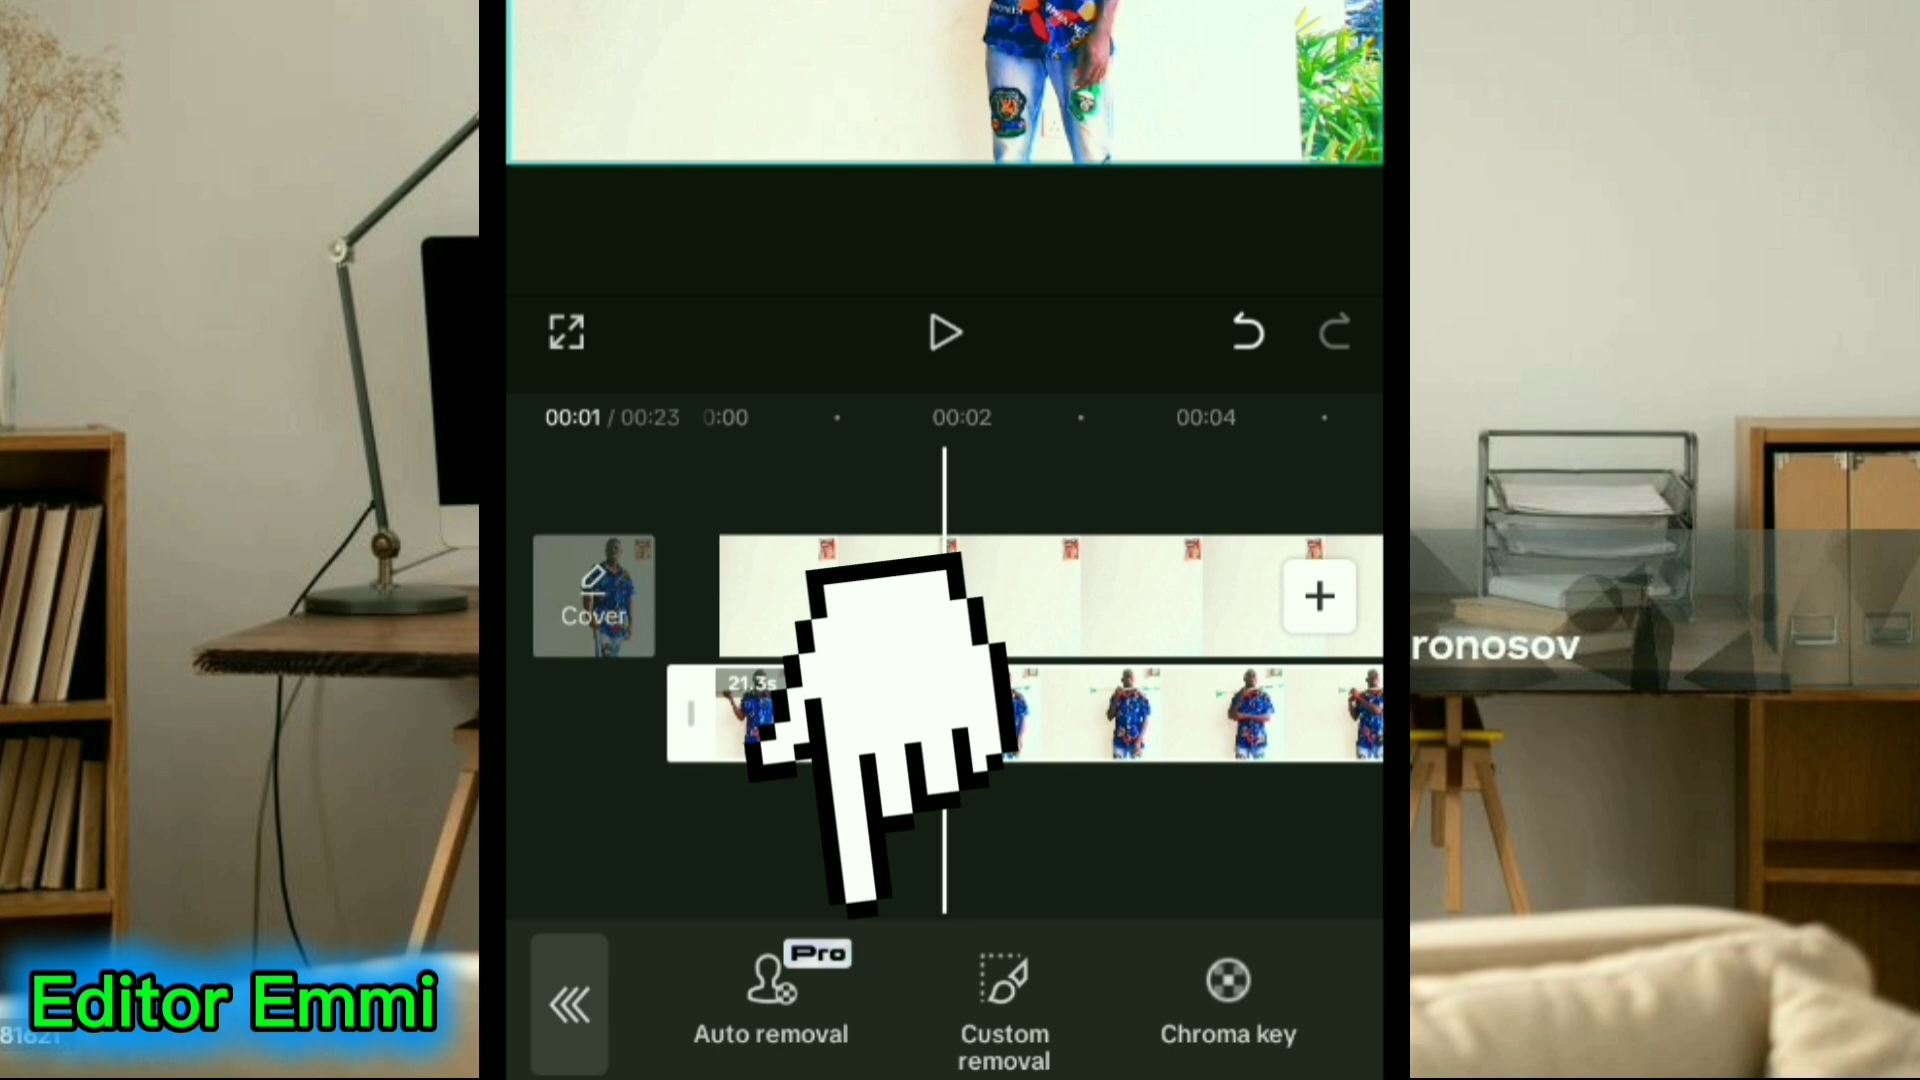 00:01 / 00:23
0:00
00:02
00:04
Cover
21.3s
ronosov
Pro
Auto removal
Custom
removal
Chroma key
Editor Emmi
81621